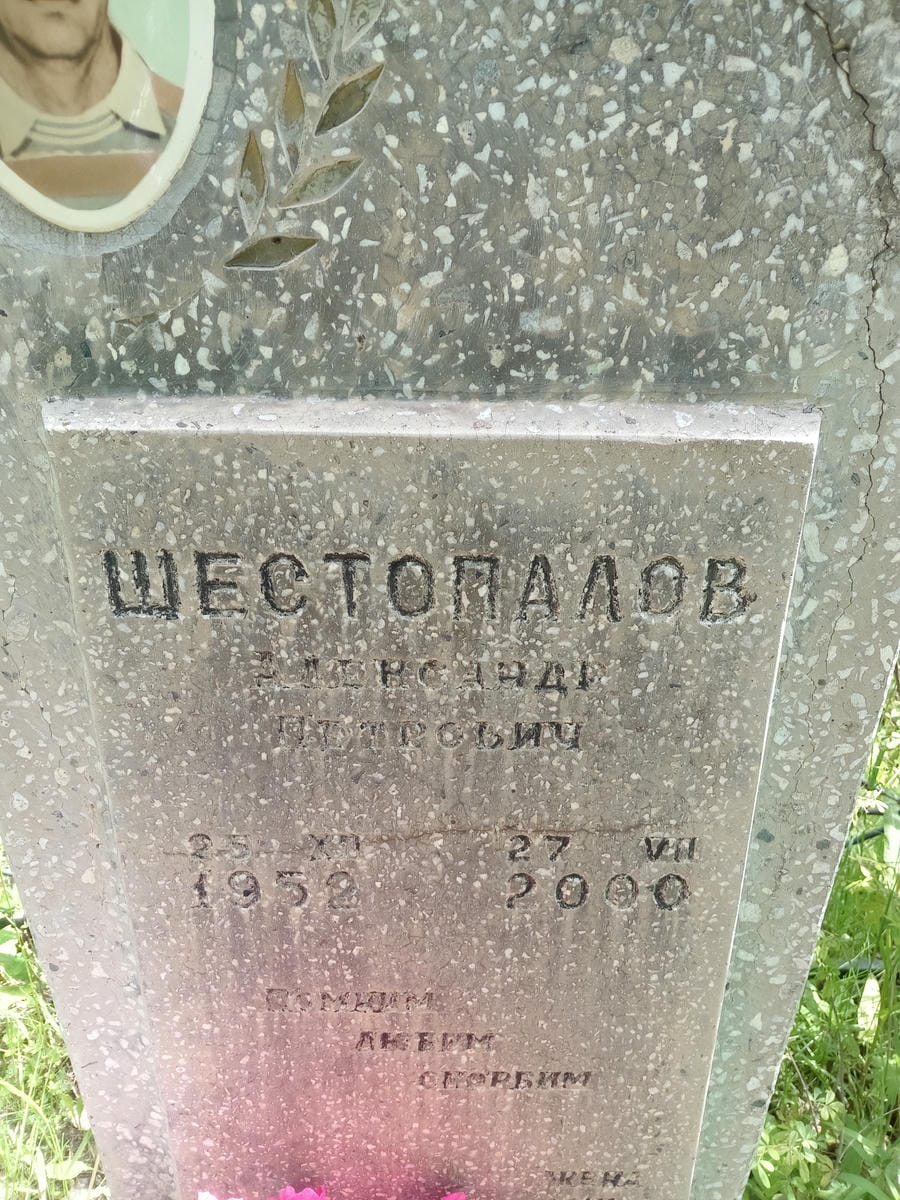 ШЕСТОПАЛОВ
АЛЕКСАНДР
ПЕТРОВИЧ
25 XII 27 VII
1952 2000
ПОМНИМ
ЛЮБИМ
СКОРБИМ
ЖЕНА